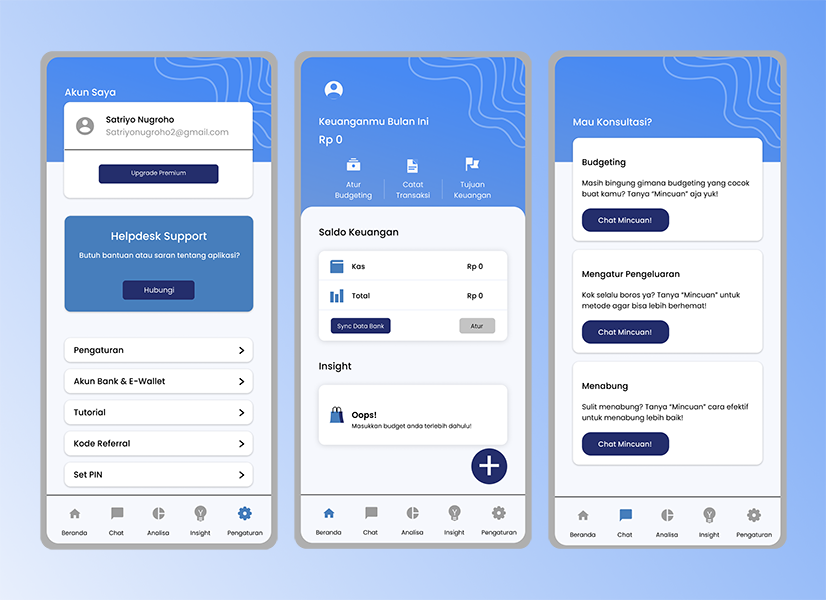 Akun Saya
Satriyo Nugroho
Satriyonugroho2@gmail.com
Upgrade Premium
Helpdesk Support
Butuh bantuan atau saran tentang aplikasi?
Hubungi
Pengaturan
Akun Bank & E-Wallet
Tutorial
Kode Referral
Set PIN
Beranda Chat Analisa Insight Pengaturan
Keuanganmu Bulan Ini
Rp 0
Atur Budgeting
Catat Transaksi
Tujuan Keuangan
Saldo Keuangan
Kas Rp 0
Total Rp 0
Sync Data Bank Atur
Insight
Oops!
Masukkan budget anda terlebih dahulu!
Beranda Chat Analisa Insight Pengaturan
Mau Konsultasi?
Budgeting
Masih bingung gimana budgeting yang cocok
buat kamu? Tanya “Mincuan” aja yuk!
Chat Mincuan!
Mengatur Pengeluaran
Kok selalu boros ya? Tanya “Mincuan” untuk
metode agar bisa lebih berhemat!
Chat Mincuan!
Menabung
Sulit menabung? Tanya “Mincuan” cara efektif
untuk menabung lebih baik!
Chat Mincuan!
Beranda Chat Analisa Insight Pengaturan